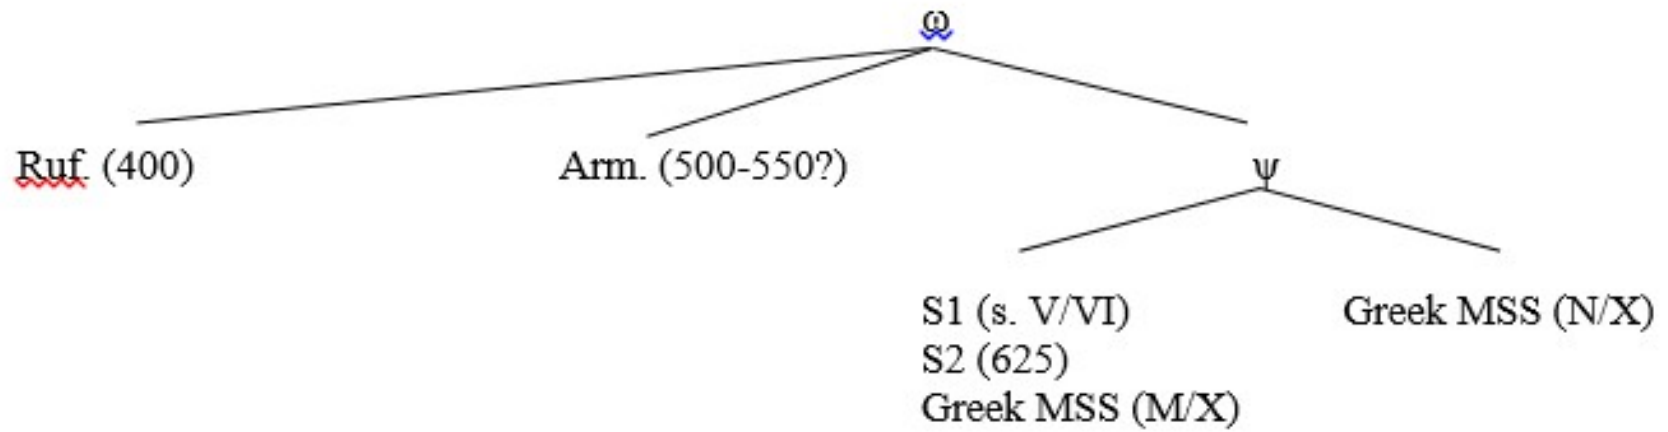 ω
Ruf. (400)
Arm. (500-550?)
ψ
S1 (s. V/VI)
Greek MSS (N/X)
S2 (625)
Greek MSS (M/X)